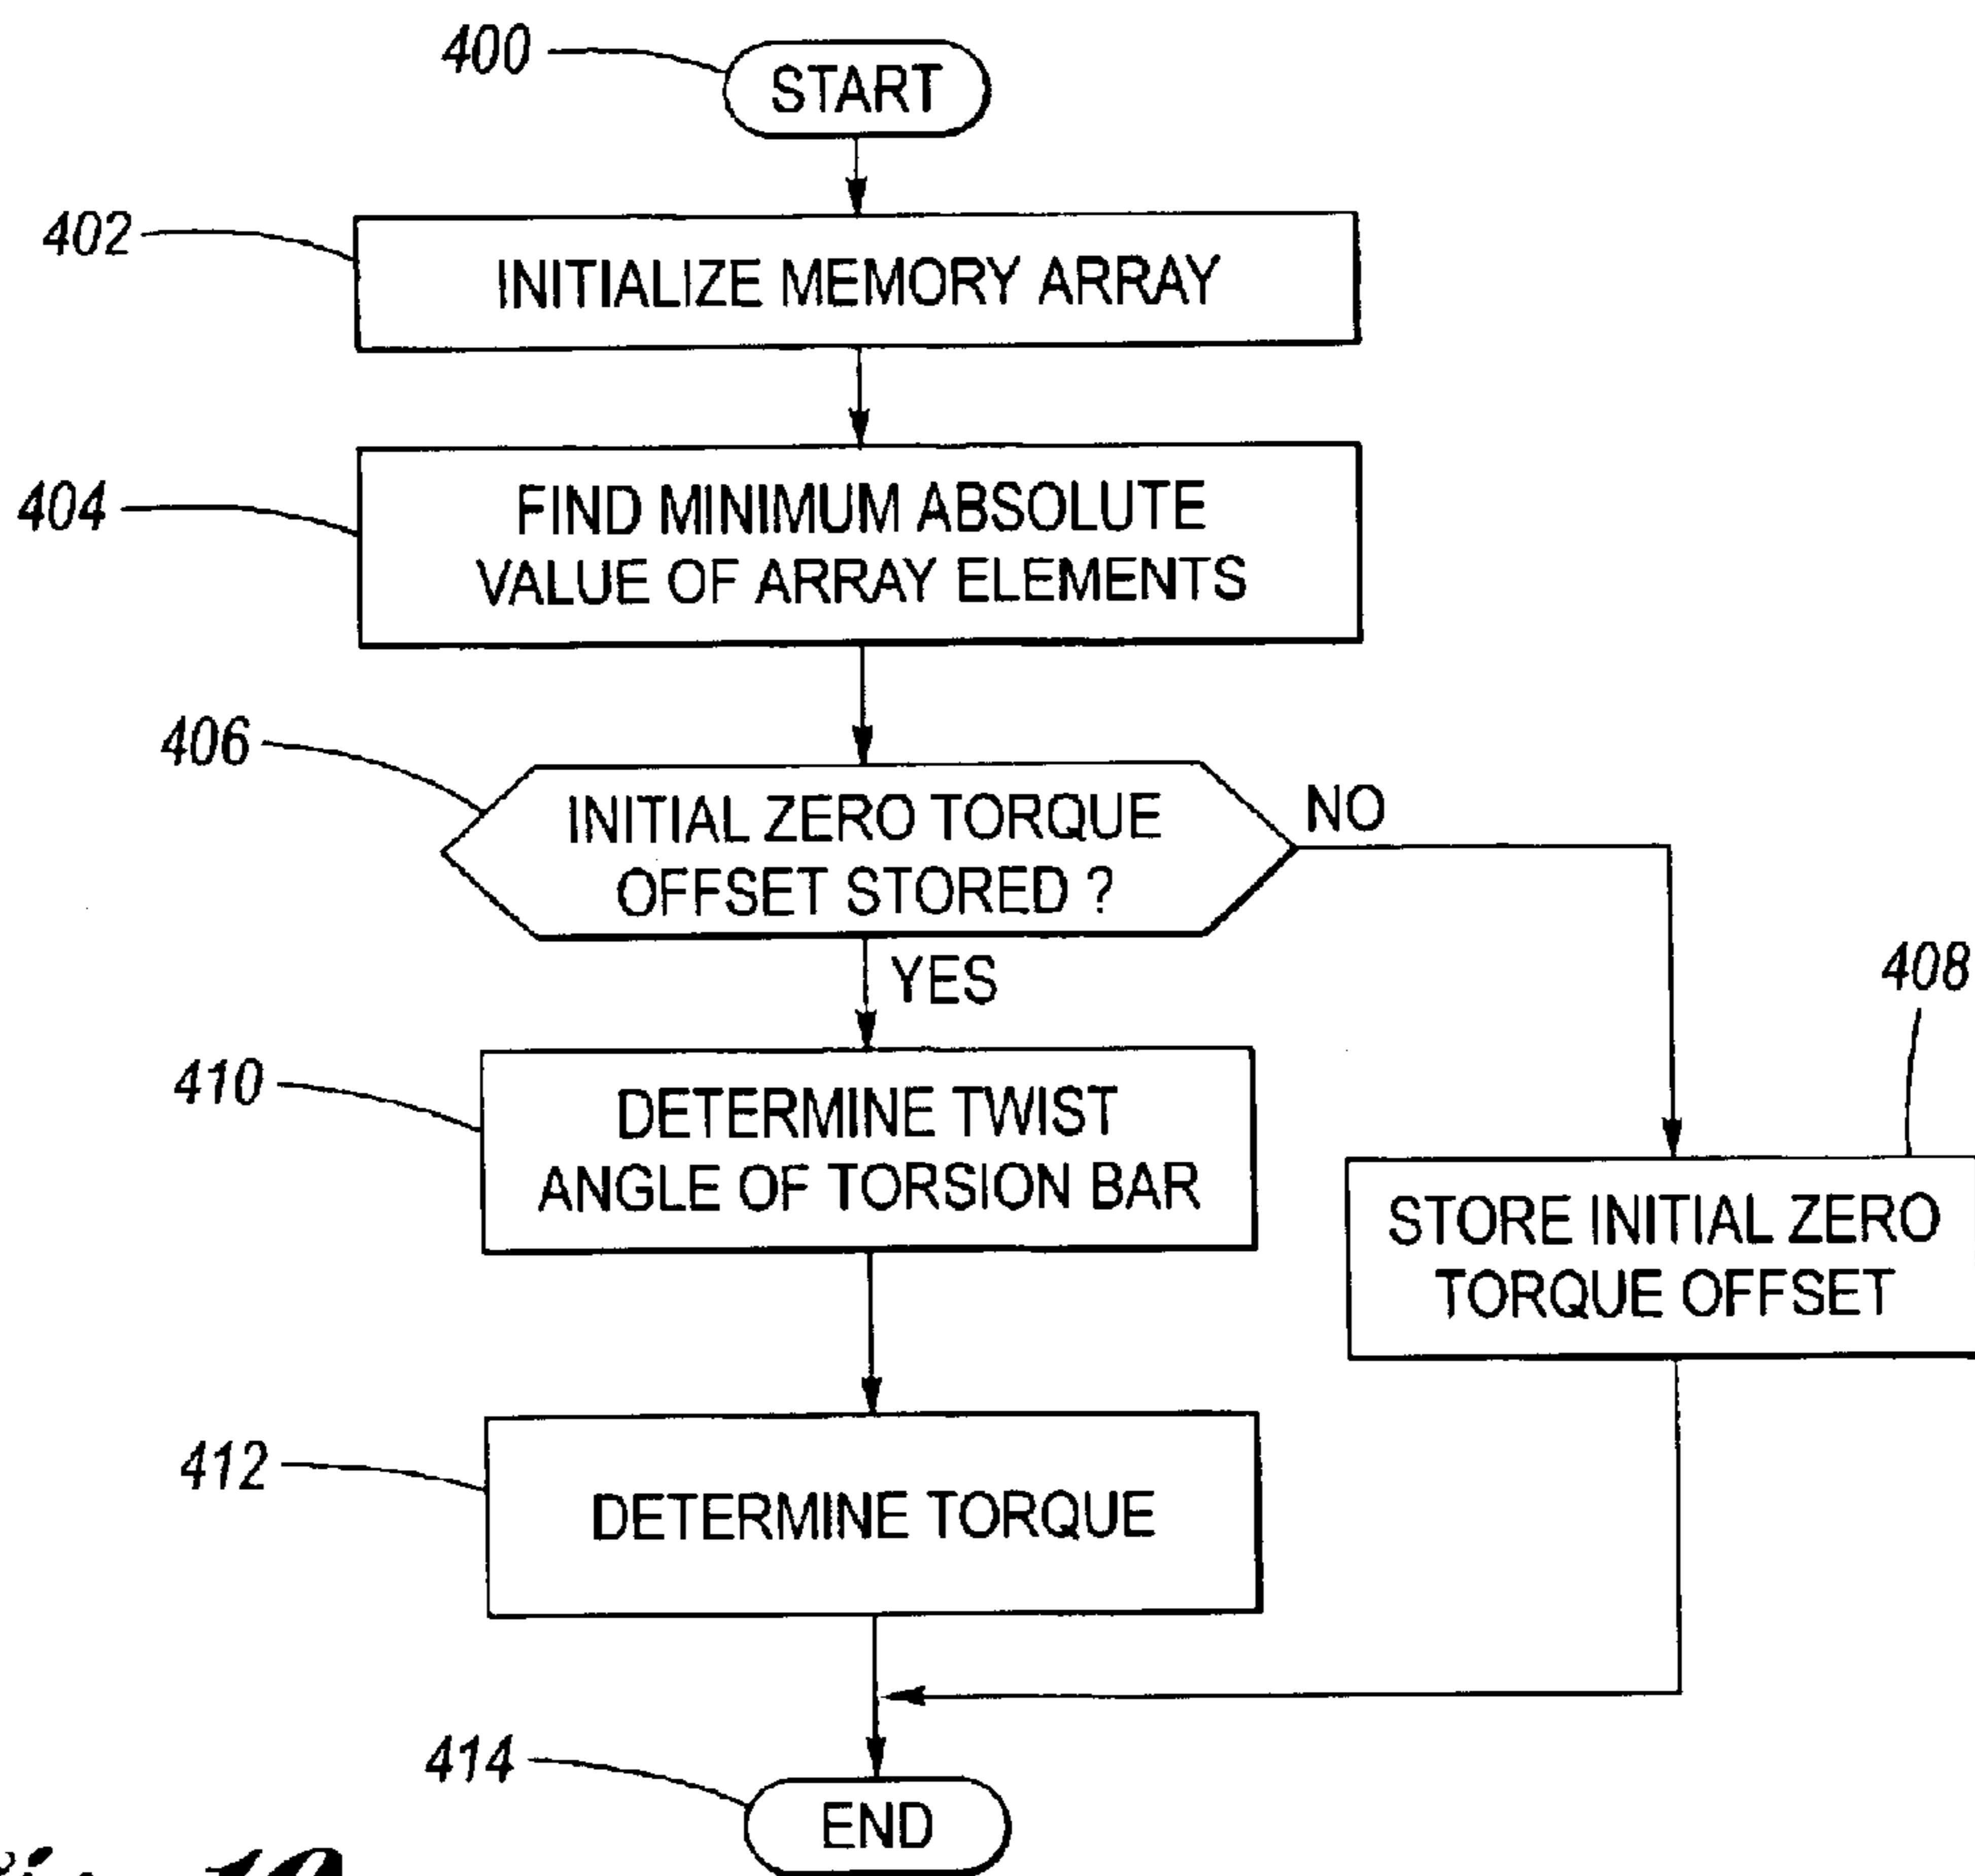 400
START
402
INITIALIZE MEMORY ARRAY
404
FIND MINIMUM ABSOLUTE
VALUE OF ARRAY ELEMENTS
406
INITIAL ZERO TORQUE
OFFSET STORED ?
NO
YES
408
410
DETERMINE TWIST
ANGLE OF TORSION BAR
STORE INITIAL ZERO
TORQUE OFFSET
412
DETERMINE TORQUE
414
END